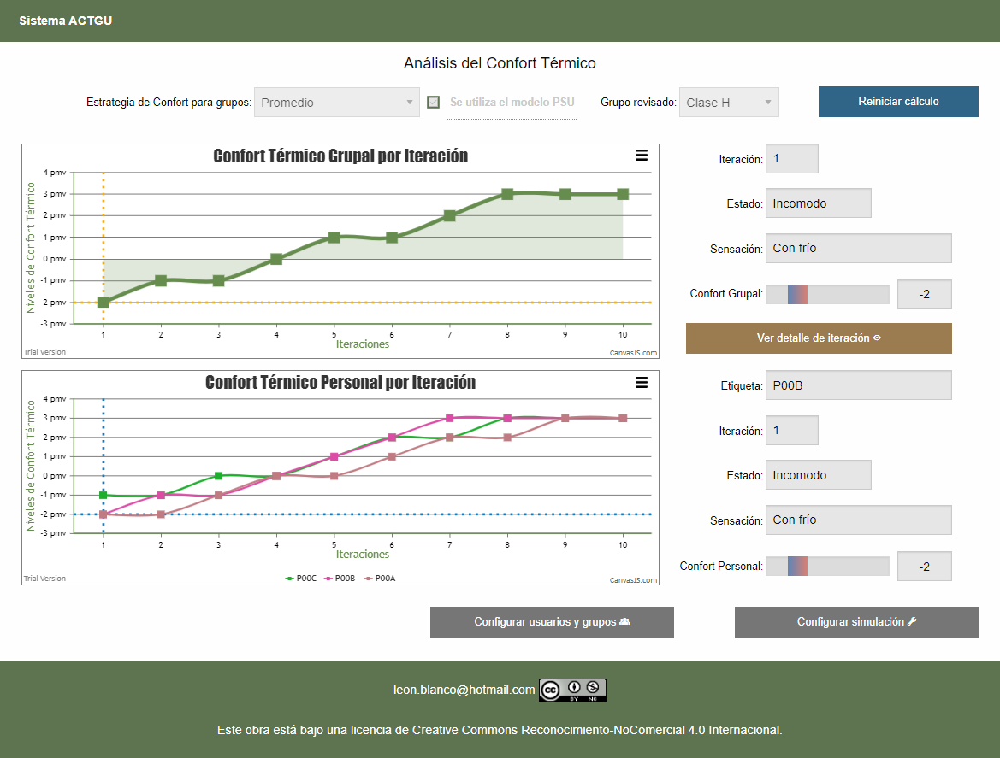 Sistema ACTGU
Análisis del Confort Térmico
Estrategia de Confort para grupos: Promedio Se utiliza el modelo PSU Grupo revisado: Clase H Reiniciar cálculo
Confort Térmico Grupal por Iteración
Niveles de Confort Térmico
4 pmv
3 pmv
2 pmv
1 pmv
0 pmv
-1 pmv
-2 pmv
-3 pmv
1 2 3 4 5 6 7 8 9 10
Iteraciones
Trial Version CanvasJS.com
Iteración: 1
Estado: Incomodo
Sensación: Con frío
Confort Grupal: -2
Ver detalle de iteración
Confort Térmico Personal por Iteración
Niveles de Confort Térmico
4 pmv
3 pmv
2 pmv
1 pmv
0 pmv
-1 pmv
-2 pmv
-3 pmv
1 2 3 4 5 6 7 8 9 10
Iteraciones
P00C P00B P00A
Trial Version CanvasJS.com
Etiqueta: P00B
Iteración: 1
Estado: Incomodo
Sensación: Con frío
Confort Personal: -2
Configurar usuarios y grupos Configurar simulación
leon.blanco@hotmail.com cc BY NC
Este obra está bajo una licencia de Creative Commons Reconocimiento-NoComercial 4.0 Internacional.